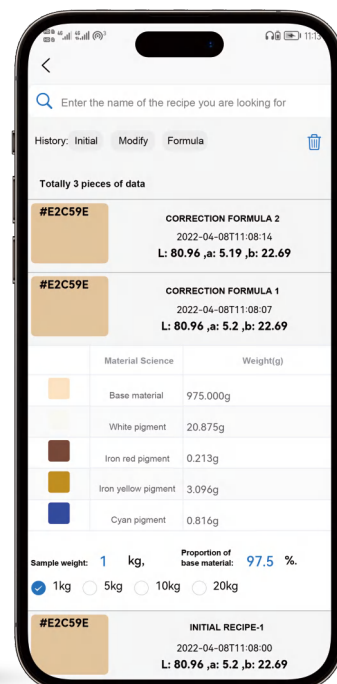 11:13
Enter the name of the recipe you are looking for
History: Initial Modify Formula
Totally 3 pieces of data
#E2C59E
CORRECTION FORMULA 2
2022-04-08T11:08:14
L: 80.96 ,a: 5.19 ,b: 22.69
#E2C59E
CORRECTION FORMULA 1
2022-04-08T11:08:07
L: 80.96 ,a: 5.2 ,b: 22.69
Material Science Weight(g)
Base material 975.000g
White pigment 20.875g
Iron red pigment 0.213g
Iron yellow pigment 3.096g
Cyan pigment 0.816g
Sample weight: 1 kg, Proportion of base material: 97.5 %.
1kg 5kg 10kg 20kg
#E2C59E
INITIAL RECIPE-1
2022-04-08T11:08:00
L: 80.96 ,a: 5.2 ,b: 22.69